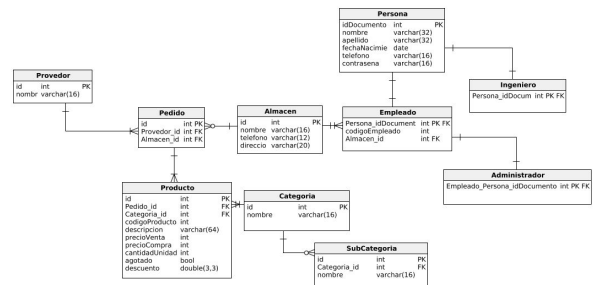 Persona
idDocumento int PK
nombre varchar(32)
apellido varchar(32)
fechaNacimie date
telefono varchar(16)
contrasena varchar(16)
Provedor
id int PK
nombr varchar(16)
Pedido
id int PK
Provedor_id int FK
Almacen_id int FK
Almacen
id int PK
nombre varchar(16)
telefono varchar(12)
direccio varchar(20)
Empleado
Persona_idDocument int PK FK
codigoEmpleado int
Almacen_id int FK
Ingeniero
Persona_idDocum int PK FK
Administrador
Empleado_Persona_idDocumento int PK FK
Producto
id int PK
Pedido_id int FK
Categoria_id int FK
codigoProducto int
descripcion varchar(64)
precioVenta int
precioCompra int
cantidadUnidad int
agotado bool
descuento double(3,3)
Categoria
id int PK
nombre varchar(16)
SubCategoria
id int PK
Categoria_id int FK
nombre varchar(16)